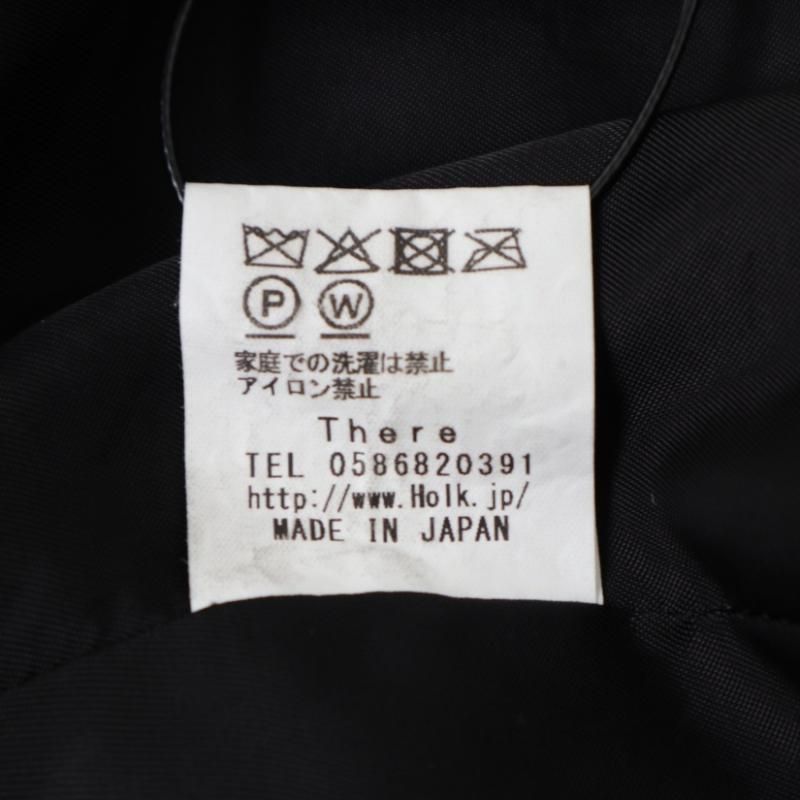 P W
家庭での洗濯は禁止
アイロン禁止
There
TEL 0586820391
http://www.Holk.jp/
MADE IN JAPAN